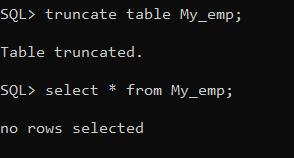 SQL> truncate table My_emp;
Table truncated.
SQL> select * from My_emp;
no rows selected